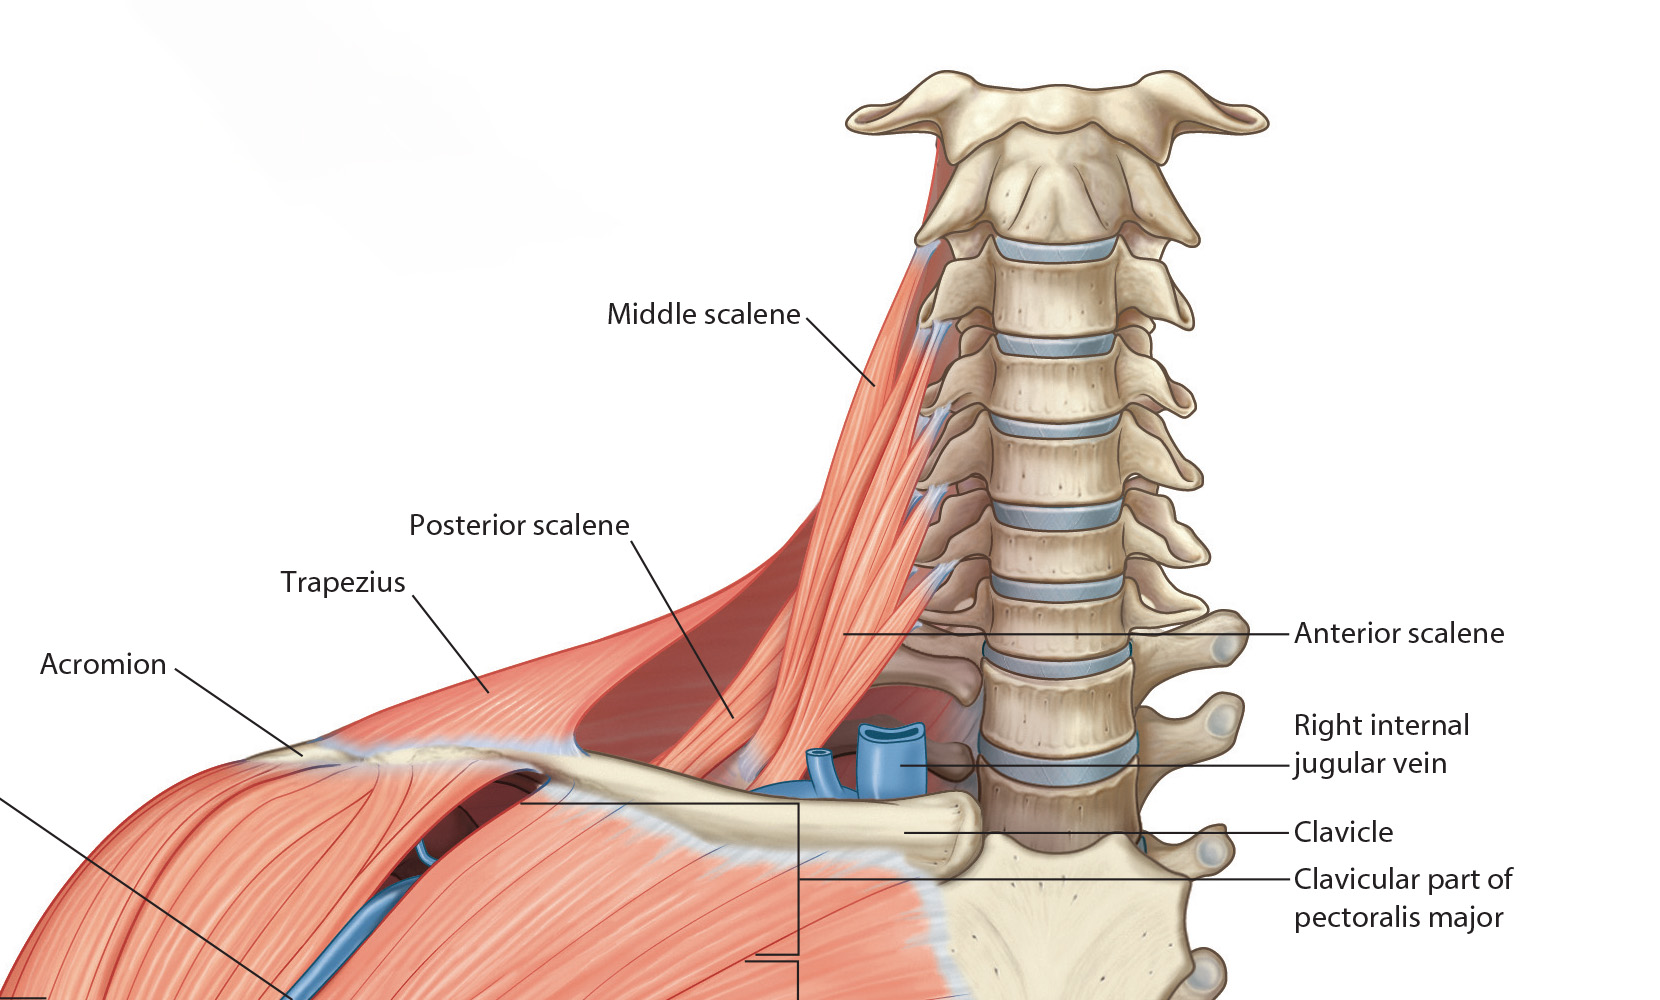 Middle scalene
Posterior scalene
Trapezius
Acromion
Anterior scalene
Right internal
jugular vein
Clavicle
Clavicular part of
pectoralis major